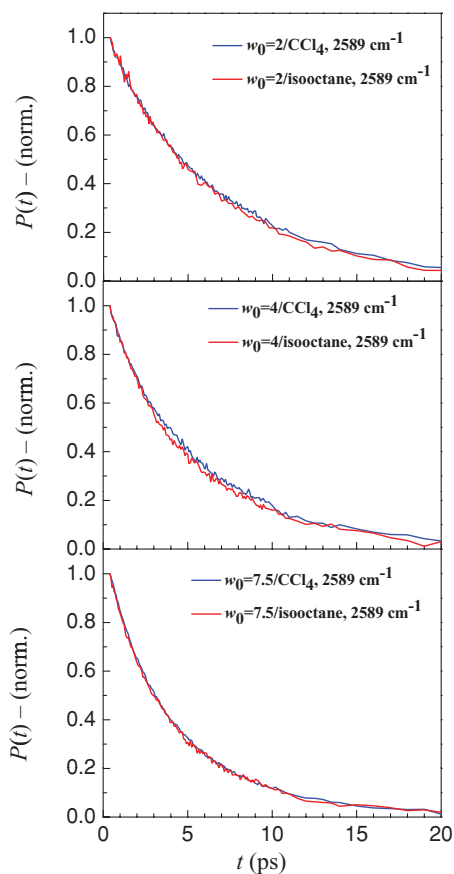 w0=2/CCl4, 2589 cm-1
w0=2/isooctane, 2589 cm-1
P(t) – (norm.)
1.0
0.8
0.6
0.4
0.2
0.0
w0=4/CCl4, 2589 cm-1
w0=4/isooctane, 2589 cm-1
P(t) – (norm.)
1.0
0.8
0.6
0.4
0.2
0.0
w0=7.5/CCl4, 2589 cm-1
w0=7.5/isooctane, 2589 cm-1
P(t) – (norm.)
1.0
0.8
0.6
0.4
0.2
0.0
0 5 10 15 20
t (ps)